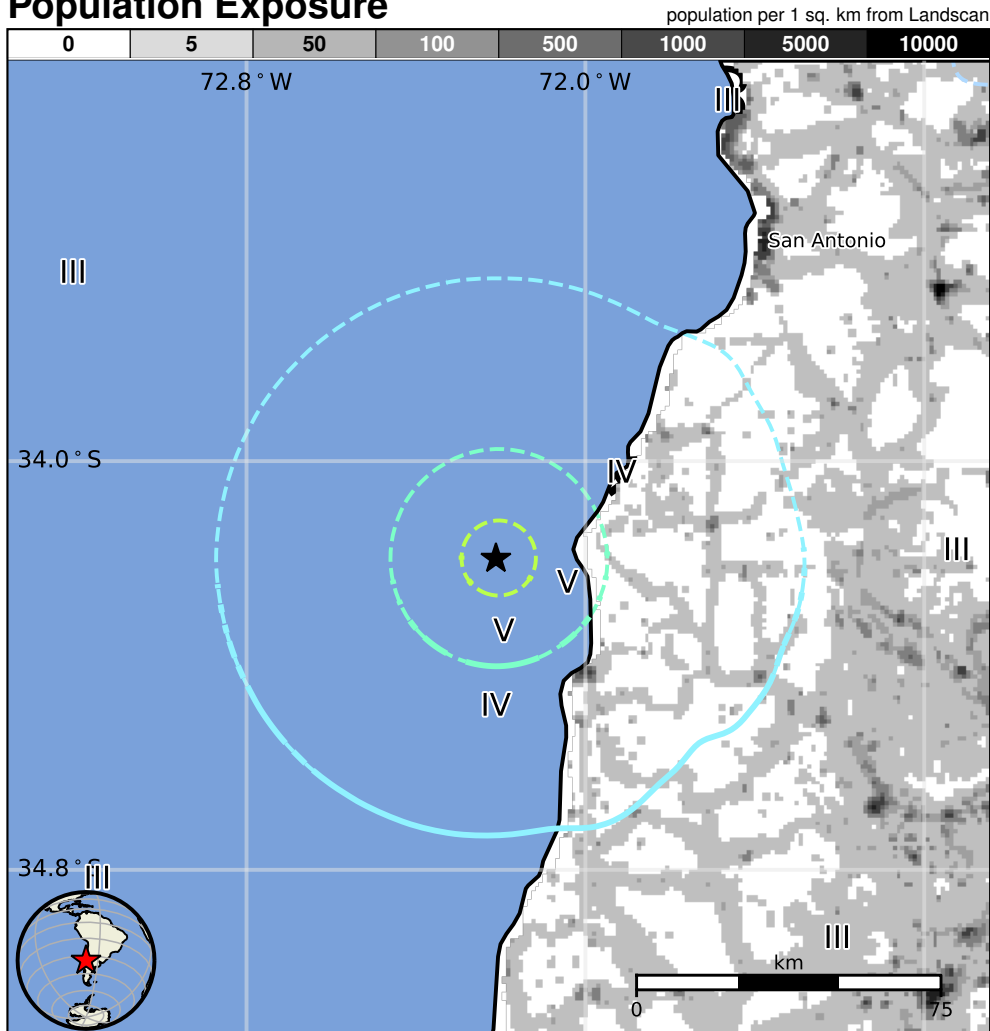 Population Exposure
population per 1 sq. km from Landscan
0 5 50 100 500 1000 5000 10000
72.8°W 72.0°W
III
San Antonio
III
34.0°S
IV
III
V
V
IV
34.8°S
III
III
km
0 75